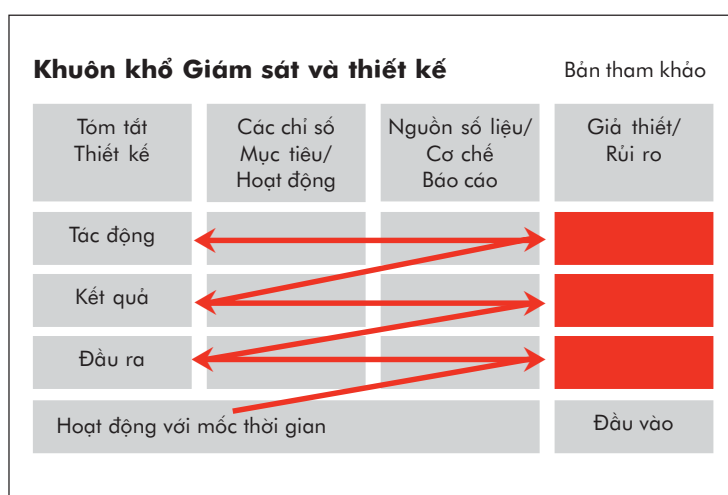 Khuôn khổ Giám sát và thiết kế
Bản tham khảo
Tóm tắt
Thiết kế
Các chỉ số
Mục tiêu/
Hoạt động
Nguồn số liệu/
Cơ chế
Báo cáo
Giả thiết/
Rủi ro
Tác động
Kết quả
Đầu ra
Hoạt động với mốc thời gian
Đầu vào